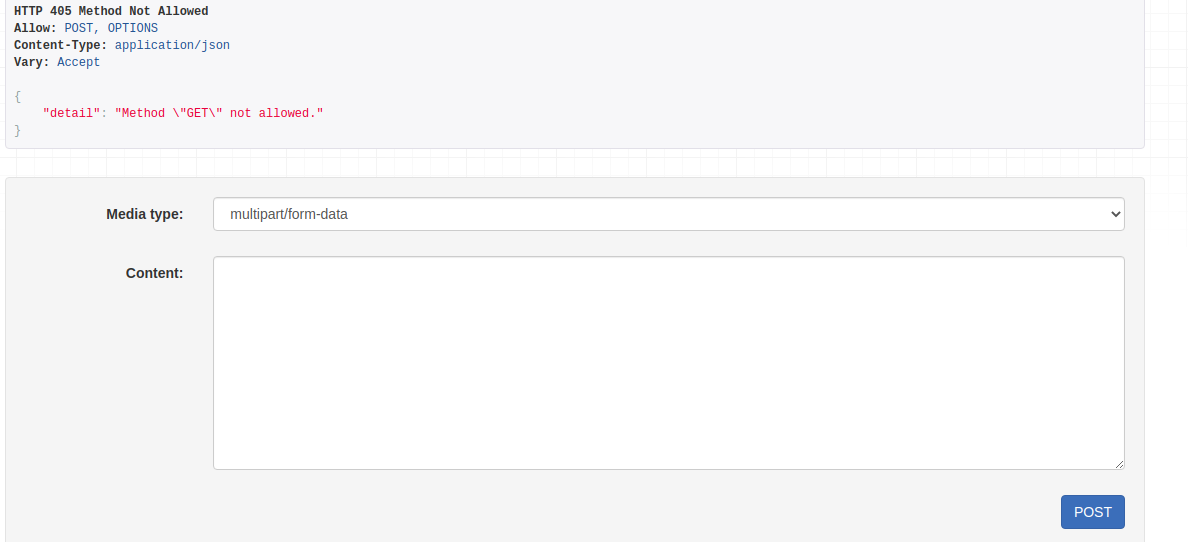 HTTP 405 Method Not Allowed
Allow: POST, OPTIONS
Content-Type: application/json
Vary: Accept
{
    "detail": "Method \"GET\" not allowed."
}
Media type: multipart/form-data
Content:
POST